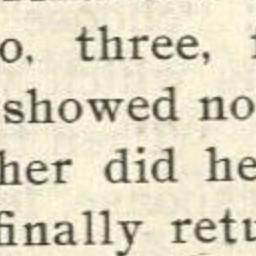 o, three,
showed no
her did he
finally retu